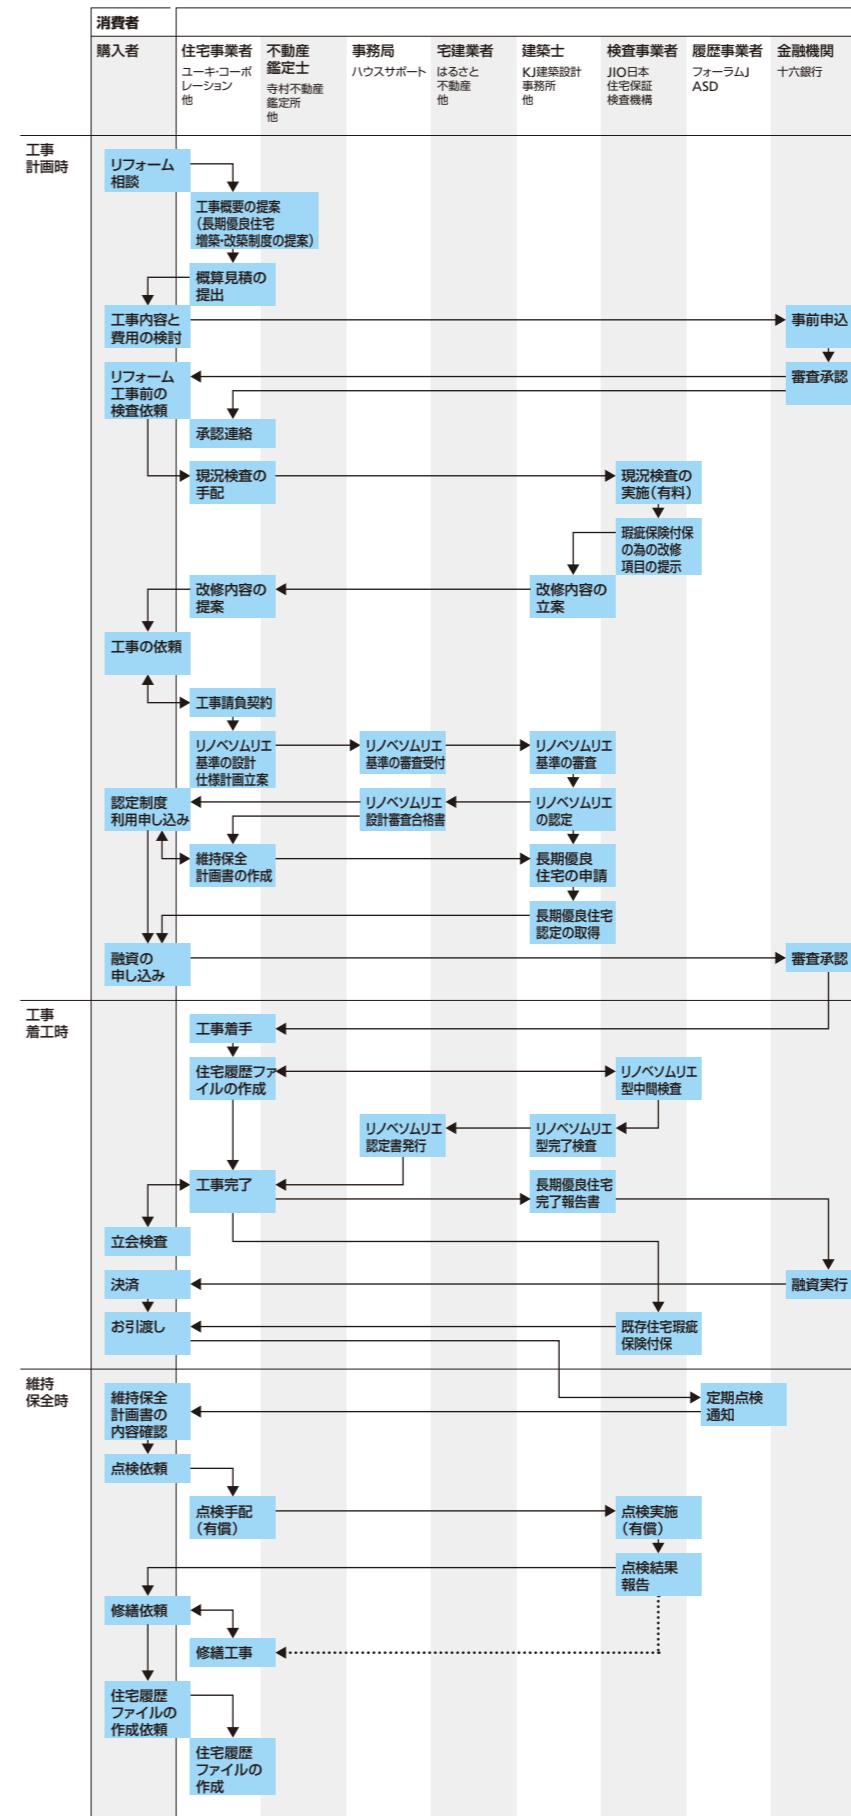 消費者
購入者
住宅事業者
ユーキ・コーポ
レーション
他
不動産
鑑定士
寺村不動産
鑑定所
他
事務局
ハウスサポート
宅建業者
はるさと
不動産
他
建築士
KJ建築設計
事務所
他
検査事業者
JIO日本
住宅保証
検査機構
履歴事業者
フォーラムJ
ASD
金融機関
十六銀行
工事
計画時
リフォーム
相談
工事概要の提案
(長期優良住宅
増築・改築制度の提案)
概算見積の
提出
工事内容と
費用の検討
事前申込
リフォーム
工事前の
検査依頼
審査承認
承認連絡
現況検査の
手配
現況検査の
実施(有料)
瑕疵保険付保
の為の改修
項目の提示
改修内容の
提案
改修内容の
立案
工事の依頼
工事請負契約
リノベソムリエ
基準の設計
仕様計画立案
リノベソムリエ
基準の審査受付
リノベソムリエ
基準の審査
認定制度
利用申し込み
リノベソムリエ
設計審査合格書
リノベソムリエ
の認定
維持保全
計画書の作成
長期優良
住宅の申請
長期優良住宅
認定の取得
融資の
申し込み
審査承認
工事
着工時
工事着手
住宅履歴ファ
イルの作成
リノベソムリエ
型中間検査
リノベソムリエ
認定書発行
リノベソムリエ
型完了検査
工事完了
長期優良住宅
完了報告書
立会検査
決済
融資実行
お引渡し
既存住宅瑕疵
保険付保
維持
保全時
維持保全
計画書の
内容確認
定期点検
通知
点検依頼
点検手配
(有償)
点検実施
(有償)
点検結果
報告
修繕依頼
修繕工事
住宅履歴
ファイルの
作成依頼
住宅履歴
ファイルの
作成